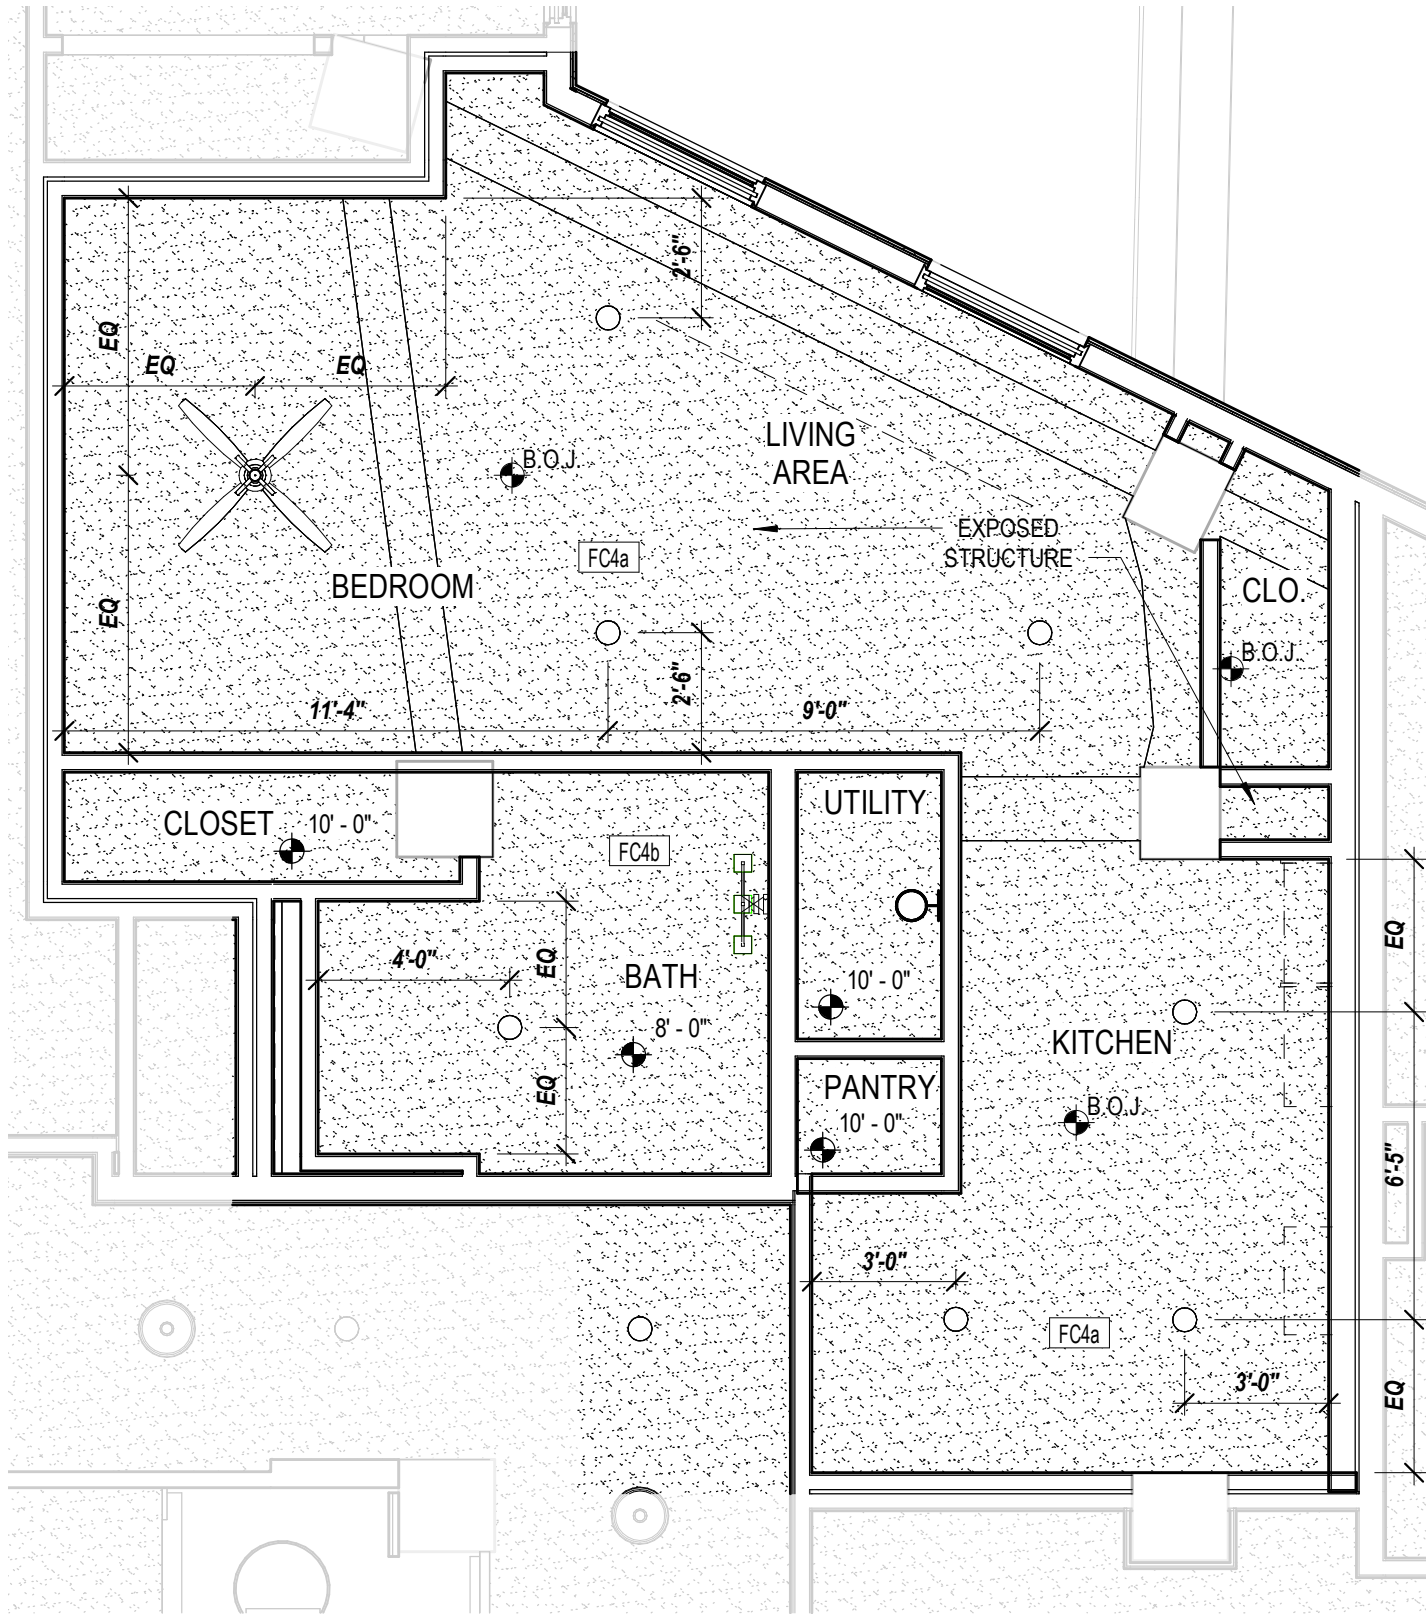 2'-6"
EQ
EQ
EQ
LIVING
AREA
B.O.J.
EXPOSED
STRUCTURE
FC4a
BEDROOM
CLO.
EQ
B.O.J.
2'-6"
11'-4"
9'-0"
UTILITY
CLOSET
10' - 0"
FC4b
EQ
4'-0"
EQ
BATH
10' - 0"
8' - 0"
KITCHEN
EQ
PANTRY
B.O.J.
10' - 0"
6'-5"
3'-0"
FC4a
3'-0"
EQ